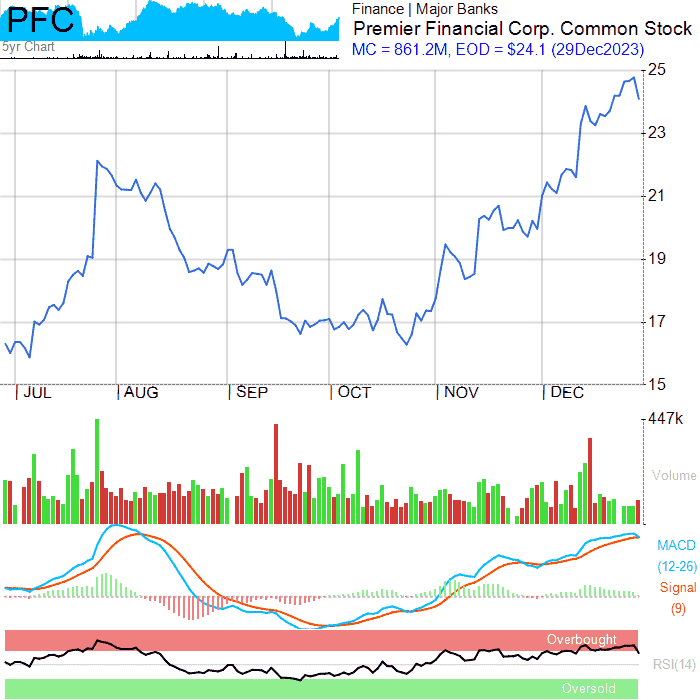 PFC
5yr Chart
Finance | Major Banks
Premier Financial Corp. Common Stock
MC = 861.2M, EOD = $24.1 (29Dec2023)
25
23
21
19
17
15
JUL
AUG
SEP
OCT
NOV
DEC
447k
Volume
MACD
(12-26)
Signal
(9)
Overbought
RSI(14)
Oversold